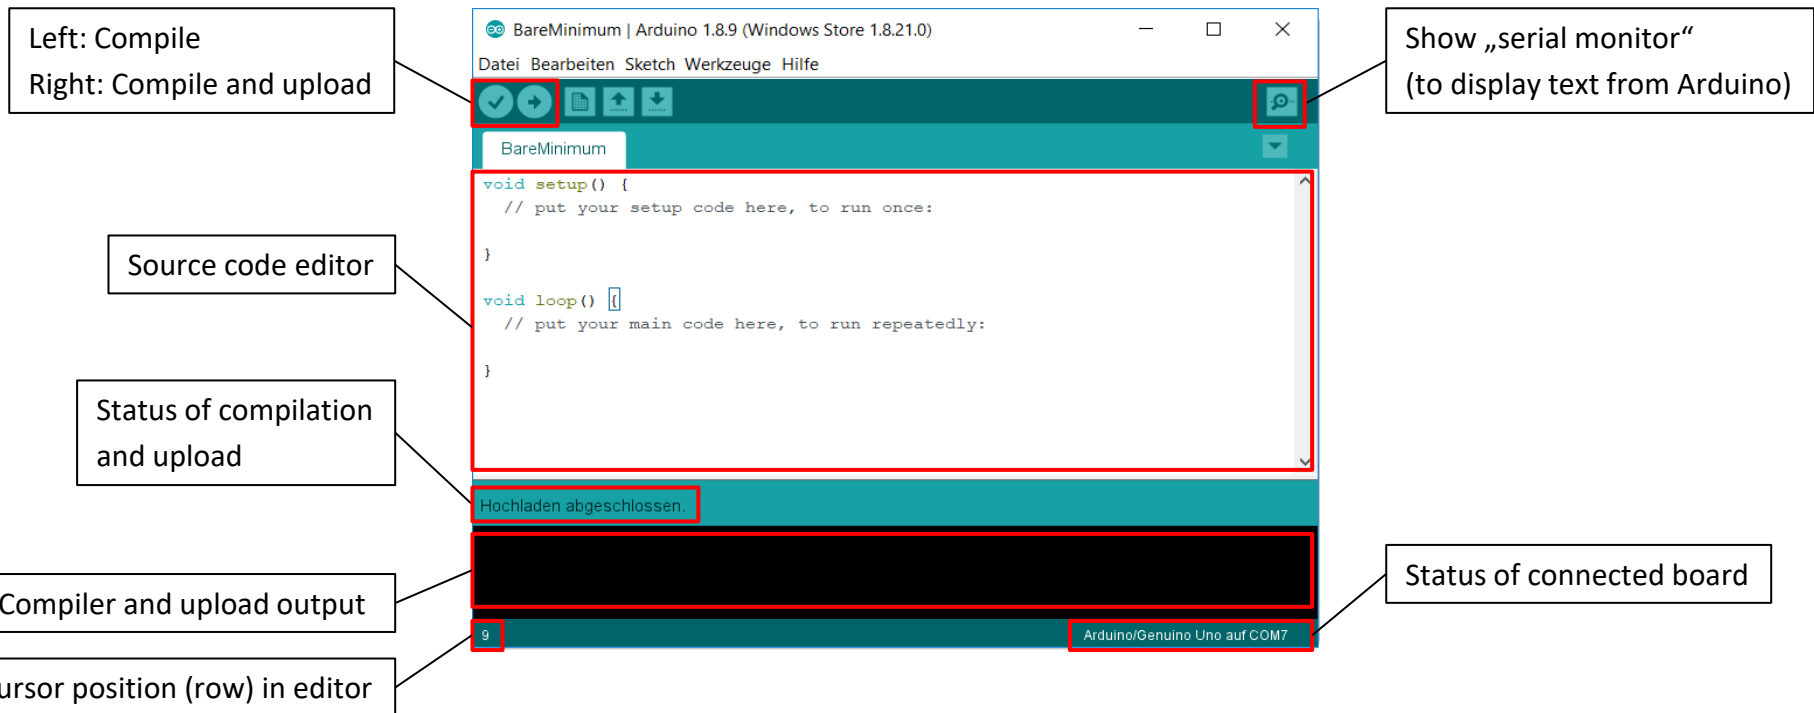 Left: Compile
Right: Compile and upload
BareMinimum | Arduino 1.8.9 (Windows Store 1.8.21.0)
Datei Bearbeiten Sketch Werkzeuge Hilfe
Show „serial monitor“
(to display text from Arduino)
BareMinimum
void setup() {
// put your setup code here, to run once:
}
void loop() {
// put your main code here, to run repeatedly:
}
Source code editor
Status of compilation
and upload
Hochladen abgeschlossen.
Compiler and upload output
Status of connected board
9
Arduino/Genuino Uno auf COM7
ursor position (row) in editor